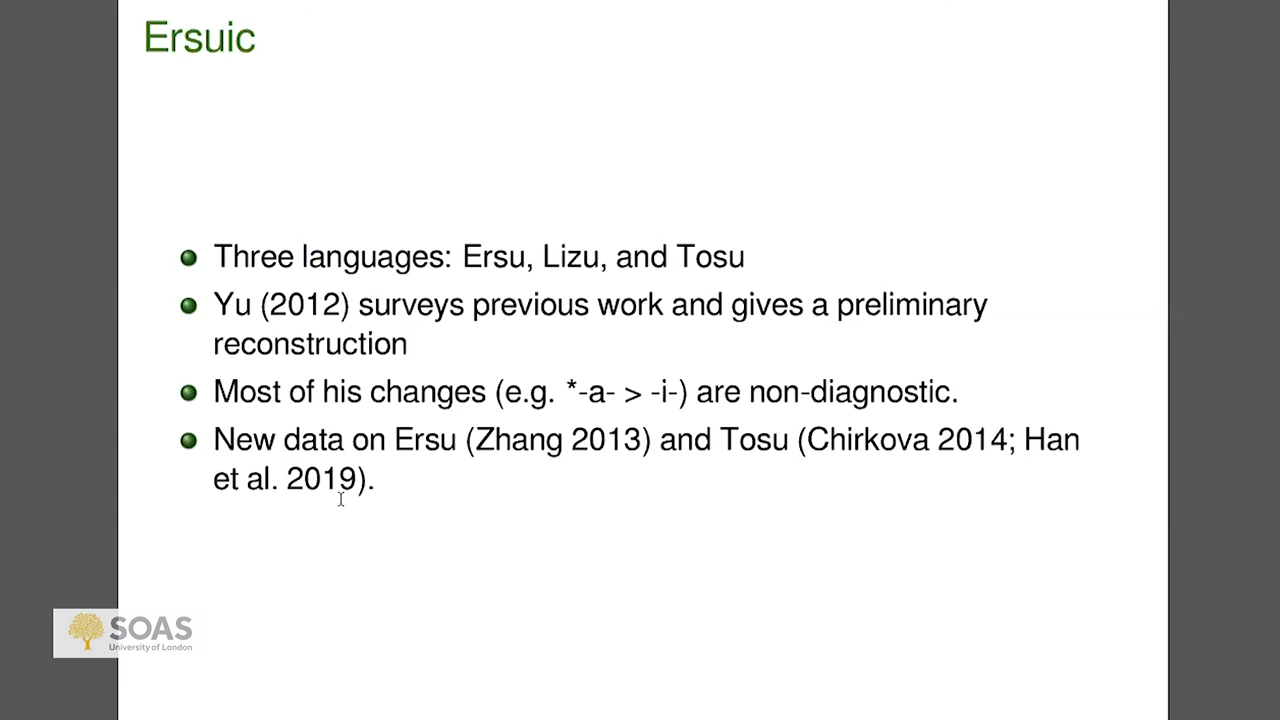 Ersuic
Three languages: Ersu, Lizu, and Tosu
Yu (2012) surveys previous work and gives a preliminary
reconstruction
Most of his changes (e.g. *-a- > -i-) are non-diagnostic.
New data on Ersu (Zhang 2013) and Tosu (Chirkova 2014; Han
et al. 2019).
SOAS
University of London